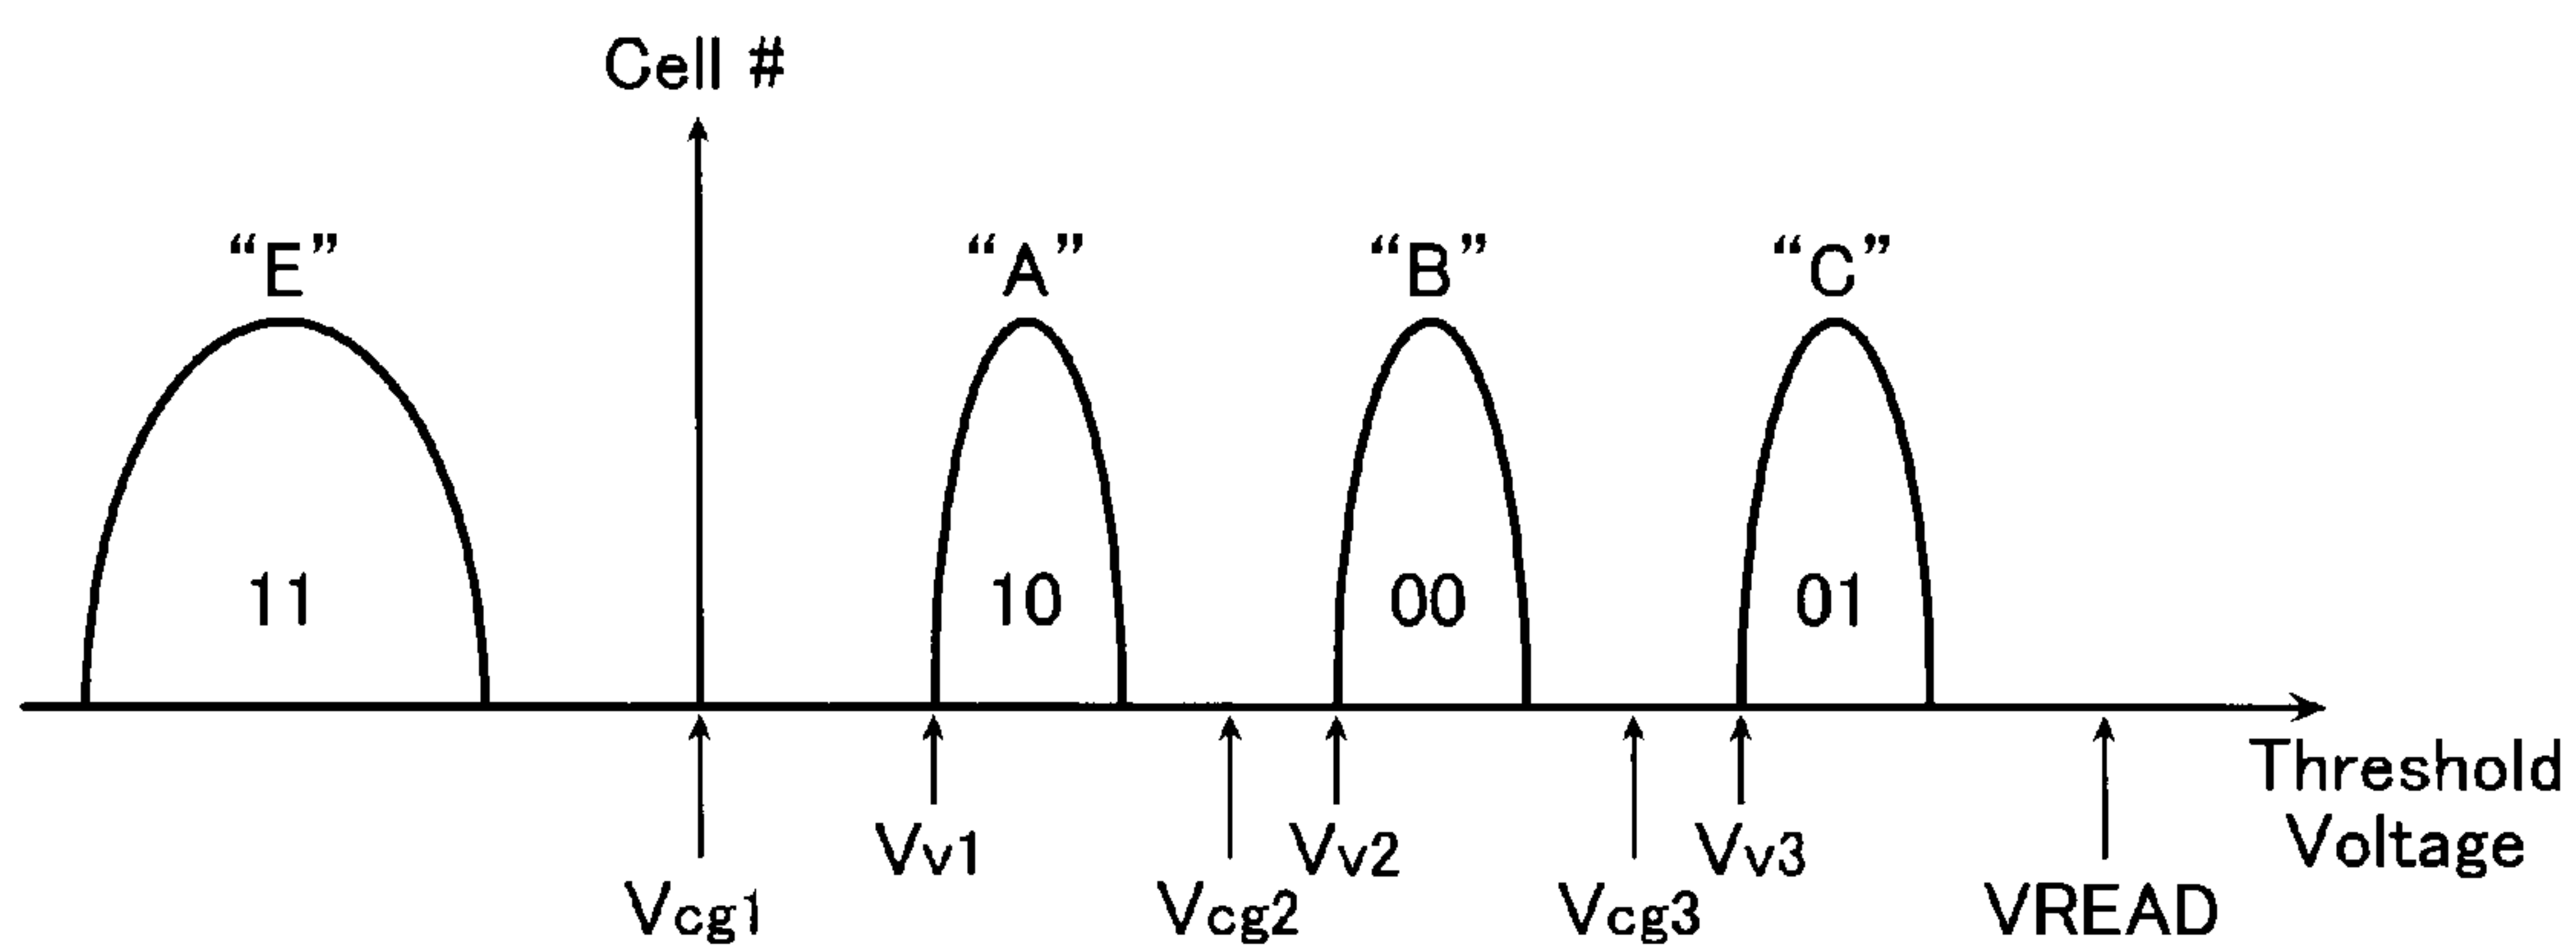 Cell #
“E”
“A”
“B”
“C”
11
10
00
01
Threshold
Voltage
Vv1
Vv2
Vv3
Vcg1
Vcg2
Vcg3
VREAD